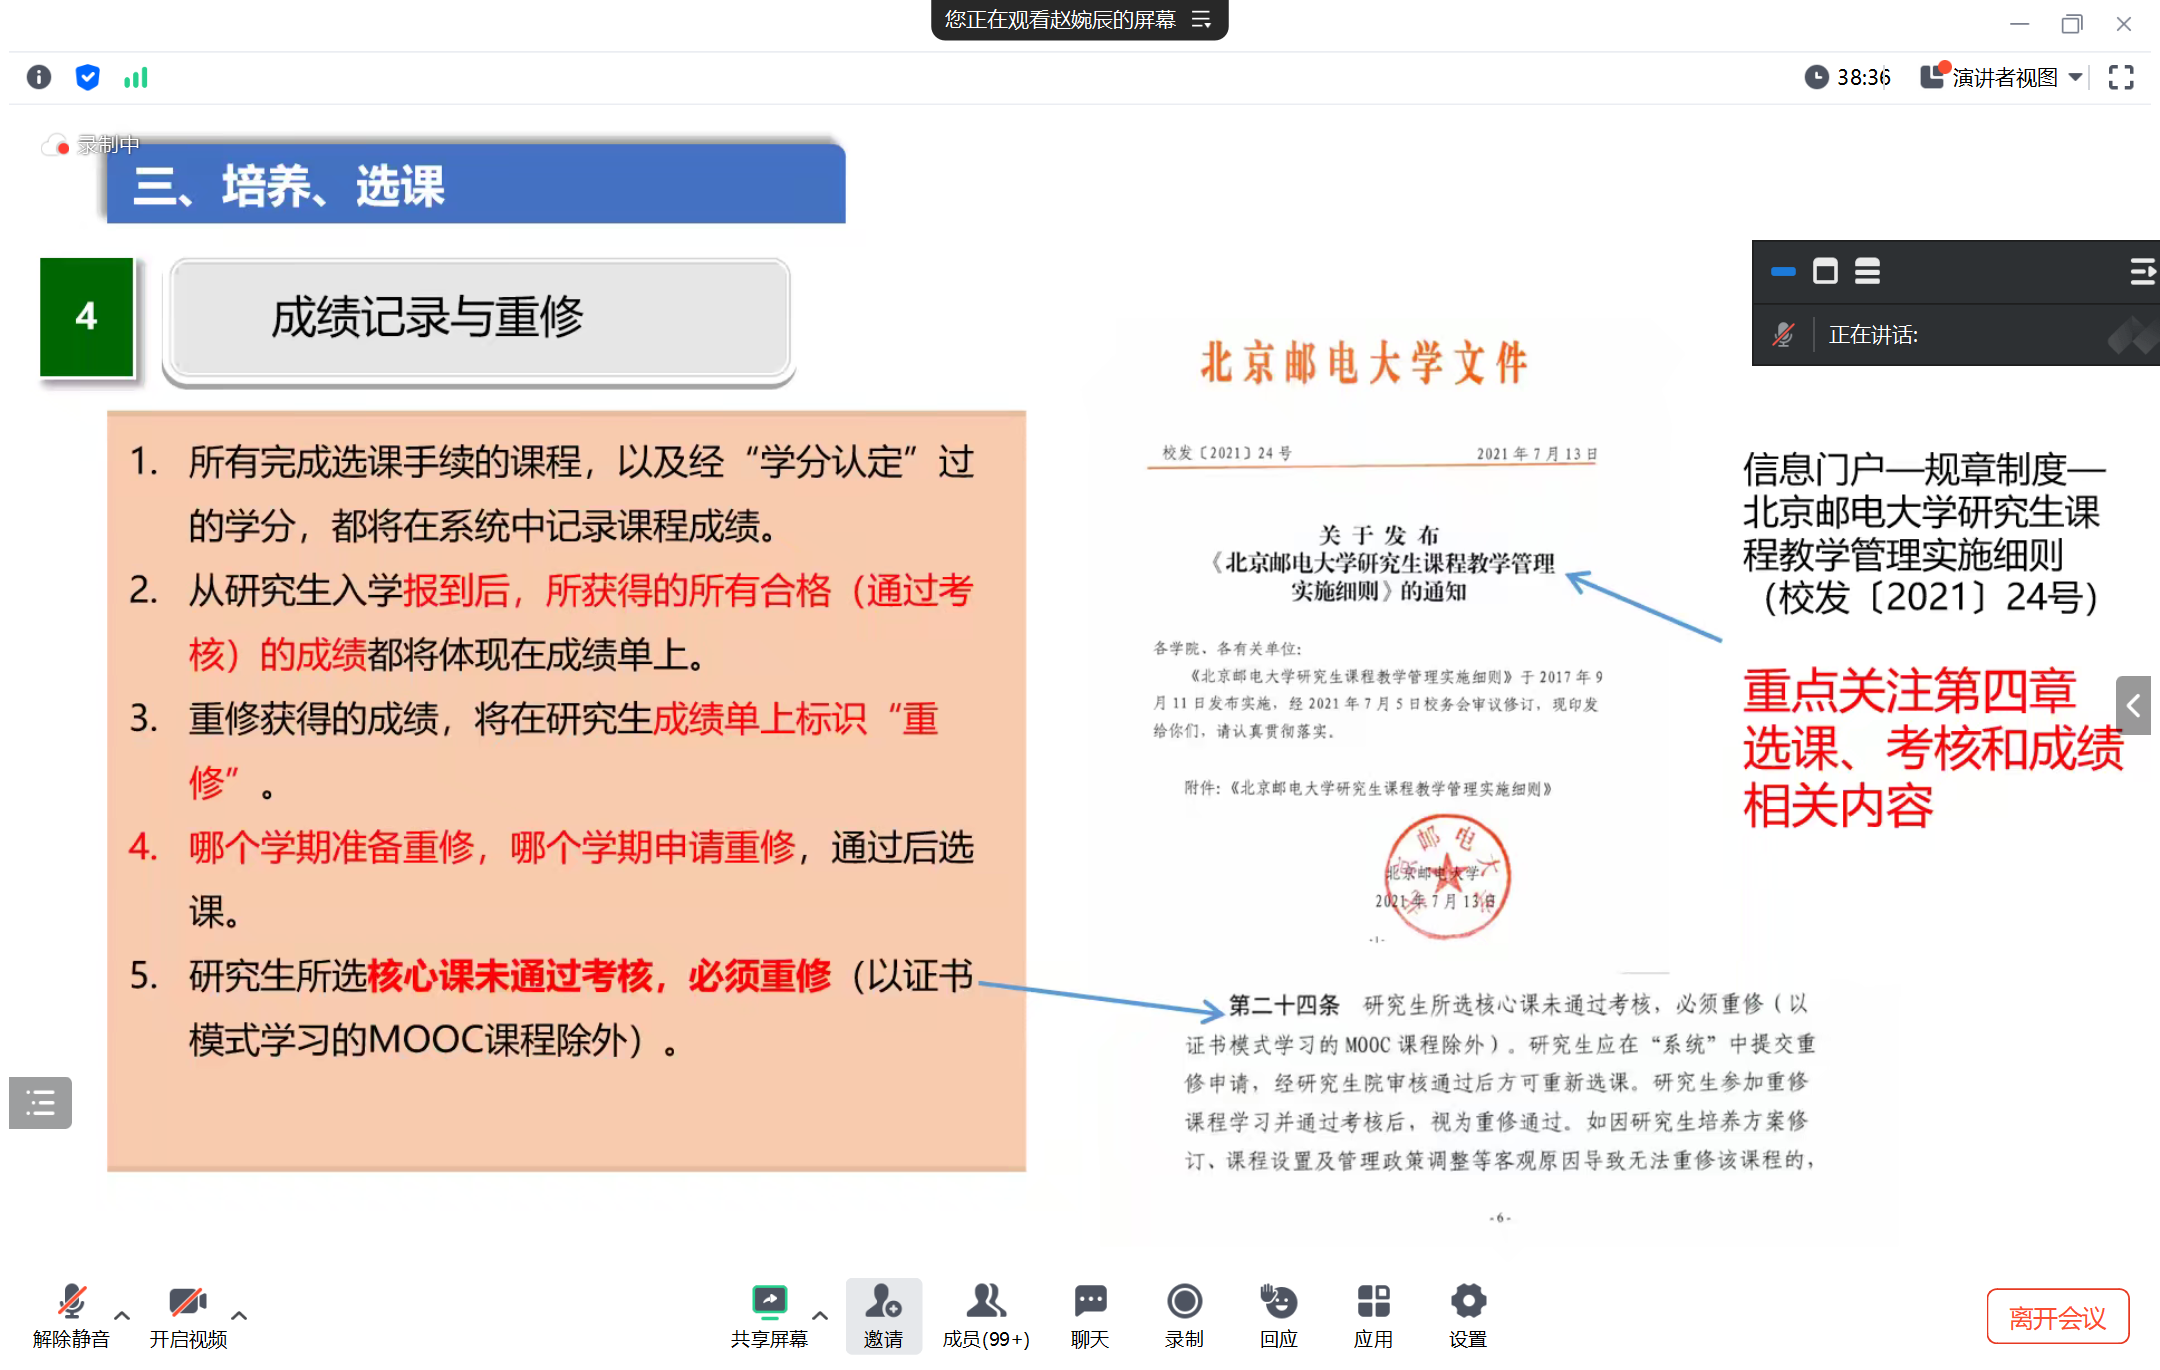 您正在观看赵婉辰的屏幕
38:36
演讲者视图
录制中
三、培养、选课
4
成绩记录与重修
1. 所有完成选课手续的课程，以及经“学分认定”过
的学分，都将在系统中记录课程成绩。
2. 从研究生入学报到后，所获得的所有合格（通过考
核）的成绩都将体现在成绩单上。
3. 重修获得的成绩，将在研究生成绩单上标识“重
修”。
4. 哪个学期准备重修，哪个学期申请重修，通过后选
课。
5. 研究生所选核心课未通过考核，必须重修（以证书
模式学习的MOOC课程除外）。
北京邮电大学文件
校发〔2021〕24号
2021年7月13日
关于发布
《北京邮电大学研究生课程教学管理
实施细则》的通知
各学院、各有关单位：
《北京邮电大学研究生课程教学管理实施细则》于2017年9
月11日发布实施，经2021年7月5日校务会审议修订，现印发
给你们，请认真贯彻落实。
附件：《北京邮电大学研究生课程教学管理实施细则》
北京邮电大学
北京邮电大学
2021年7月13日
-1-
第二十四条 研究生所选核心课未通过考核，必须重修（以
证书模式学习的MOOC课程除外）。研究生应在“系统”中提交重
修申请，经研究生院审核通过后方可重新选课。研究生参加重修
课程学习并通过考核后，视为重修通过。如因研究生培养方案修
订、课程设置及管理政策调整等客观原因导致无法重修该课程的，
-6-
正在讲话:
信息门户—规章制度—
北京邮电大学研究生课
程教学管理实施细则
（校发〔2021〕24号）
重点关注第四章
选课、考核和成绩
相关内容
解除静音
开启视频
共享屏幕
邀请
成员(99+)
聊天
录制
回应
应用
设置
离开会议